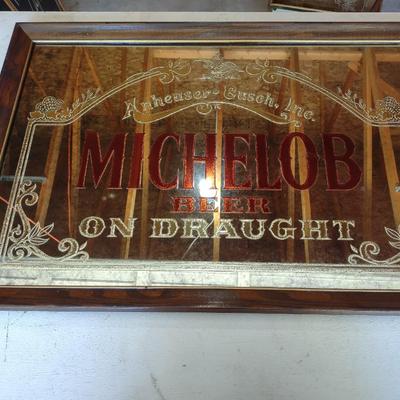 Anheuser-Busch, Inc.
MICHELOB
BEER
ON DRAUGHT